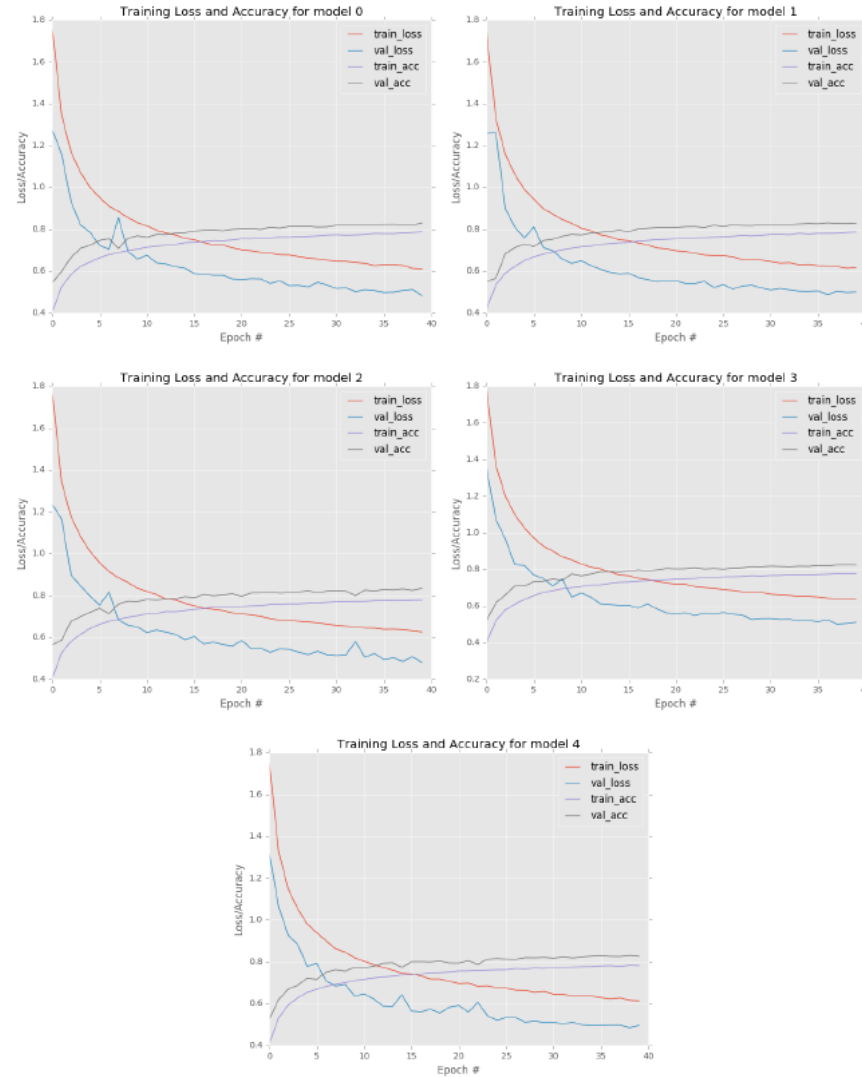 Training Loss and Accuracy for model 0
1.8
1.6
1.4
1.2
1.0
0.8
0.6
0.4
Loss/Accuracy
train_loss
val_loss
train_acc
val_acc
0 5 10 15 20 25 30 35 40
Epoch #
Training Loss and Accuracy for model 1
1.8
1.6
1.4
1.2
1.0
0.8
0.6
0.4
Loss/Accuracy
train_loss
val_loss
train_acc
val_acc
0 5 10 15 20 25 30 35 40
Epoch #
Training Loss and Accuracy for model 2
1.8
1.6
1.4
1.2
1.0
0.8
0.6
0.4
Loss/Accuracy
train_loss
val_loss
train_acc
val_acc
0 5 10 15 20 25 30 35 40
Epoch #
Training Loss and Accuracy for model 3
1.8
1.6
1.4
1.2
1.0
0.8
0.6
0.4
0.2
Loss/Accuracy
train_loss
val_loss
train_acc
val_acc
0 5 10 15 20 25 30 35 40
Epoch #
Training Loss and Accuracy for model 4
1.8
1.6
1.4
1.2
1.0
0.8
0.6
0.4
Loss/Accuracy
train_loss
val_loss
train_acc
val_acc
0 5 10 15 20 25 30 35 40
Epoch #